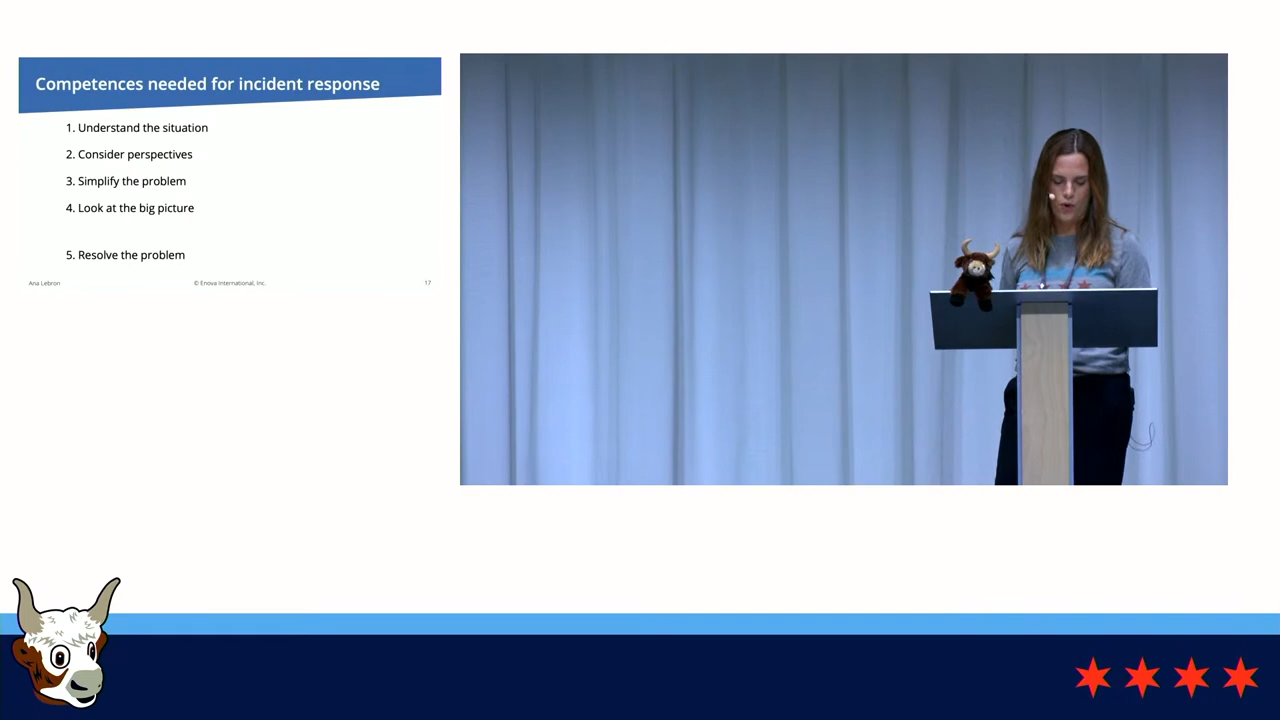 Competences needed for incident response
1. Understand the situation
2. Consider perspectives
3. Simplify the problem
4. Look at the big picture
5. Resolve the problem
Ana Lebron
© Enova International, Inc.
17